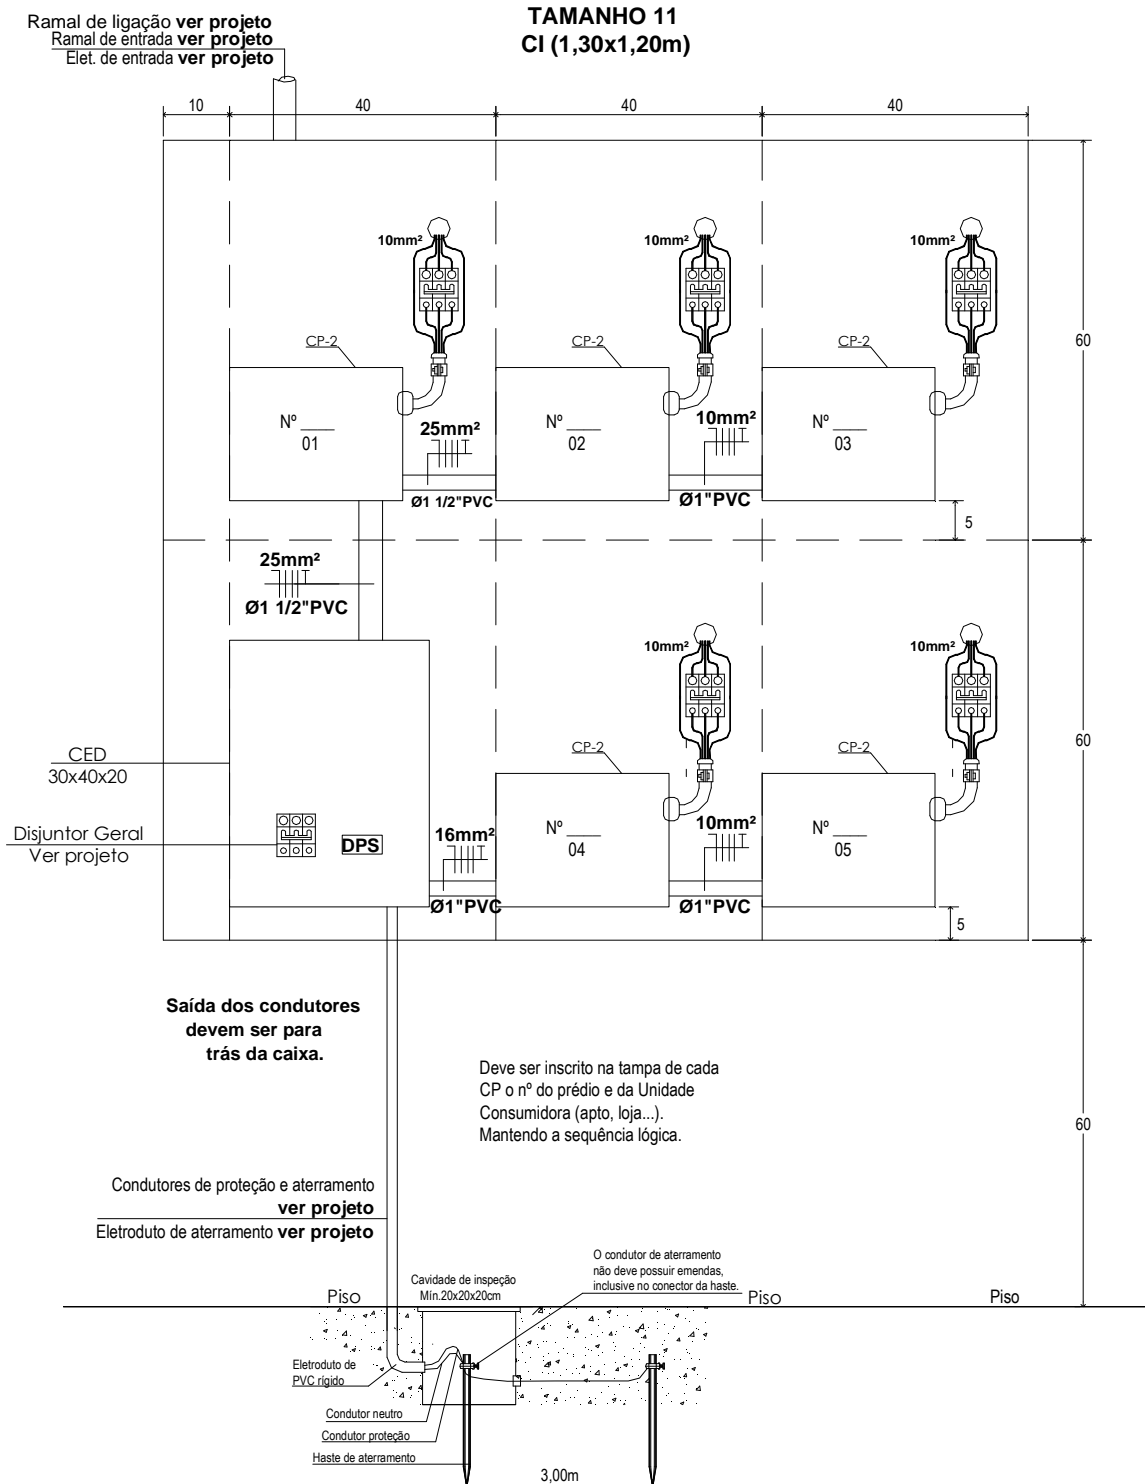 TAMANHO 11
CI (1,30x1,20m)
Ramal de ligação ver projeto
Ramal de entrada ver projeto
Elet. de entrada ver projeto
10
40
40
40
10mm²
10mm²
10mm²
60
CP-2
CP-2
CP-2
Nº ____
01
25mm²
Ø1 1/2"PVC
Nº ____
02
10mm²
Ø1"PVC
Nº ____
03
5
25mm²
Ø1 1/2"PVC
10mm²
10mm²
60
CED
30x40x20
CP-2
CP-2
Disjuntor Geral
Ver projeto
DPS
16mm²
Ø1"PVC
Nº ____
04
10mm²
Ø1"PVC
Nº ____
05
5
Saída dos condutores
devem ser para
trás da caixa.
Deve ser inscrito na tampa de cada
CP o nº do prédio e da Unidade
Consumidora (apto, loja...).
Mantendo a sequência lógica.
60
Condutores de proteção e aterramento
ver projeto
Eletroduto de aterramento ver projeto
O condutor de aterramento
não deve possuir emendas,
inclusive no conector da haste.
Cavidade de inspeção
Mín.20x20x20cm
Piso
Piso
Piso
Eletroduto de
PVC rígido
Condutor neutro
Condutor proteção
Haste de aterramento
3,00m